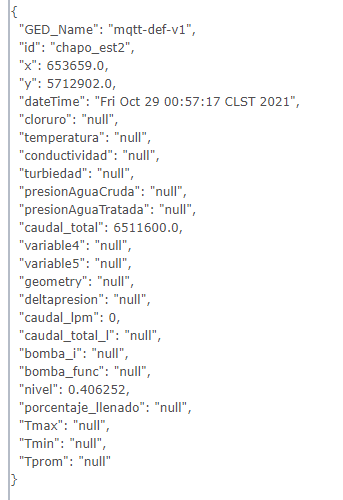 {
"GED_Name": "mqtt-def-v1",
"id": "chapo_est2",
"x": 653659.0,
"y": 5712902.0,
"dateTime": "Fri Oct 29 00:57:17 CLST 2021",
"cloruro": "null",
"temperatura": "null",
"conductividad": "null",
"turbiedad": "null",
"presionAguaCruda": "null",
"presionAguaTratada": "null",
"caudal_total": 6511600.0,
"variable4": "null",
"variable5": "null",
"geometry": "null",
"deltapresion": "null",
"caudal_lpm": 0,
"caudal_total_l": "null",
"bomba_i": "null",
"bomba_func": "null",
"nivel": 0.406252,
"porcentaje_llenado": "null",
"Tmax": "null",
"Tmin": "null",
"Tprom": "null"
}